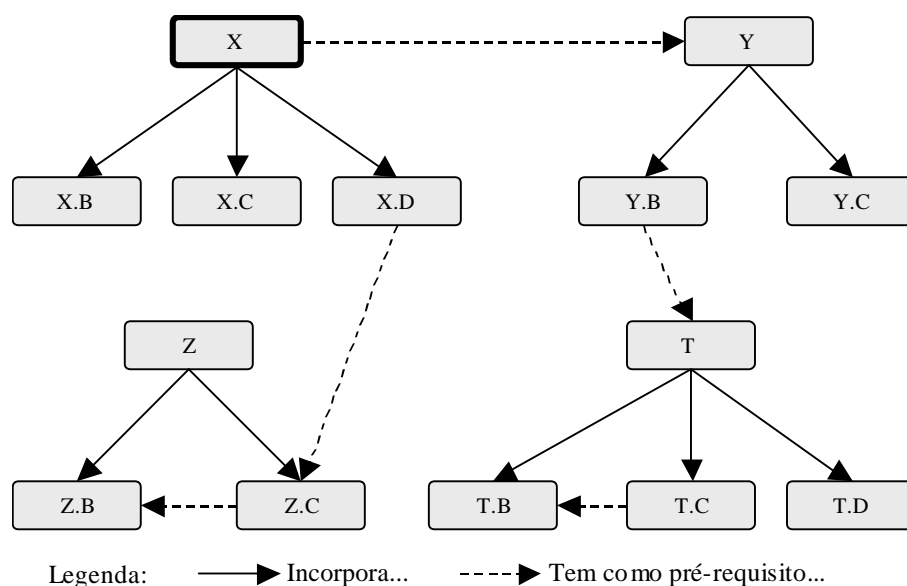 X
Y
X.B
X.C
X.D
Y.B
Y.C
Z
T
Z.B
Z.C
T.B
T.C
T.D
Legenda: Incorpora... Tem como pré-requisito...